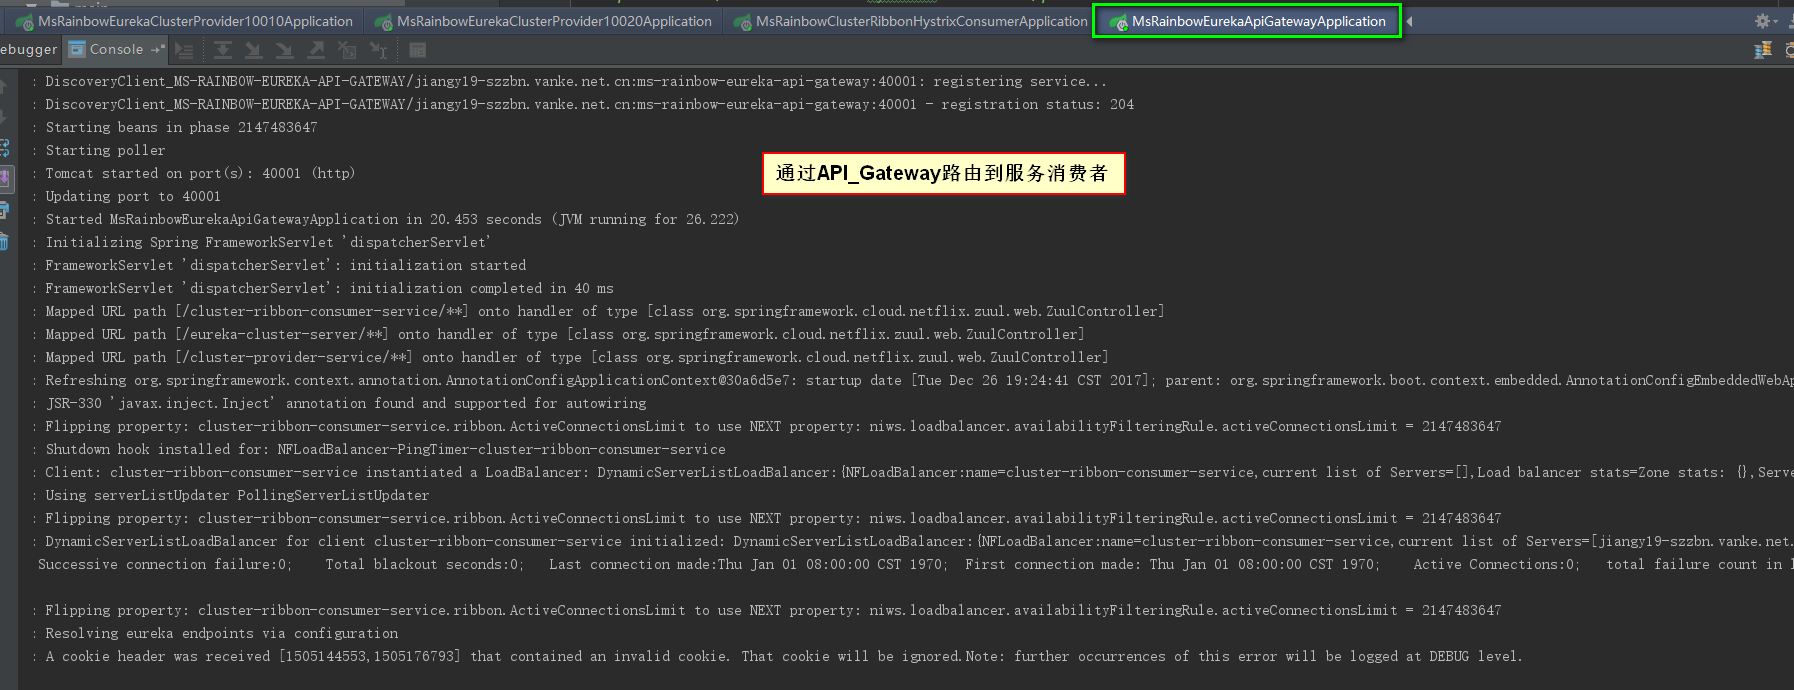 main
MsRainbowEurekaClusterProvider10010Application MsRainbowEurekaClusterProvider10020Application MsRainbowClusterRibbonHystrixConsumerApplication MsRainbowEurekaApiGatewayApplication
ebugger Console
: DiscoveryClient_MS-RAINBOW-EUREKA-API-GATEWAY/jiangy19-szzbn.vanke.net.cn:ms-rainbow-eureka-api-gateway:40001: registering service...
: DiscoveryClient_MS-RAINBOW-EUREKA-API-GATEWAY/jiangy19-szzbn.vanke.net.cn:ms-rainbow-eureka-api-gateway:40001 - registration status: 204
: Starting beans in phase 2147483647
: Starting poller
: Tomcat started on port(s): 40001 (http)
通过API_Gateway路由到服务消费者
: Updating port to 40001
: Started MsRainbowEurekaApiGatewayApplication in 20.453 seconds (JVM running for 26.222)
: Initializing Spring FrameworkServlet 'dispatcherServlet'
: FrameworkServlet 'dispatcherServlet': initialization started
: FrameworkServlet 'dispatcherServlet': initialization completed in 40 ms
: Mapped URL path [/cluster-ribbon-consumer-service/**] onto handler of type [class org.springframework.cloud.netflix.zuul.web.ZuulController]
: Mapped URL path [/eureka-cluster-server/**] onto handler of type [class org.springframework.cloud.netflix.zuul.web.ZuulController]
: Mapped URL path [/cluster-provider-service/**] onto handler of type [class org.springframework.cloud.netflix.zuul.web.ZuulController]
: Refreshing org.springframework.context.annotation.AnnotationConfigApplicationContext@30a6d5e7: startup date [Tue Dec 26 19:24:41 CST 2017]; parent: org.springframework.boot.context.embedded.AnnotationConfigEmbeddedWebAp
: JSR-330 'javax.inject.Inject' annotation found and supported for autowiring
: Flipping property: cluster-ribbon-consumer-service.ribbon.ActiveConnectionsLimit to use NEXT property: niws.loadbalancer.availabilityFilteringRule.activeConnectionsLimit = 2147483647
: Shutdown hook installed for: NFLoadBalancer-PingTimer-cluster-ribbon-consumer-service
: Client: cluster-ribbon-consumer-service instantiated a LoadBalancer: DynamicServerListLoadBalancer:{NFLoadBalancer:name=cluster-ribbon-consumer-service,current list of Servers=[],Load balancer stats=Zone stats: {},Serve
: Using serverListUpdater PollingServerListUpdater
: Flipping property: cluster-ribbon-consumer-service.ribbon.ActiveConnectionsLimit to use NEXT property: niws.loadbalancer.availabilityFilteringRule.activeConnectionsLimit = 2147483647
: DynamicServerListLoadBalancer for client cluster-ribbon-consumer-service initialized: DynamicServerListLoadBalancer:{NFLoadBalancer:name=cluster-ribbon-consumer-service,current list of Servers=[jiangy19-szzbn.vanke.net.
Successive connection failure:0; Total blackout seconds:0; Last connection made:Thu Jan 01 08:00:00 CST 1970; First connection made: Thu Jan 01 08:00:00 CST 1970; Active Connections:0; total failure count in
: Flipping property: cluster-ribbon-consumer-service.ribbon.ActiveConnectionsLimit to use NEXT property: niws.loadbalancer.availabilityFilteringRule.activeConnectionsLimit = 2147483647
: Resolving eureka endpoints via configuration
: A cookie header was received [1505144553,1505176793] that contained an invalid cookie. That cookie will be ignored.Note: further occurrences of this error will be logged at DEBUG level.